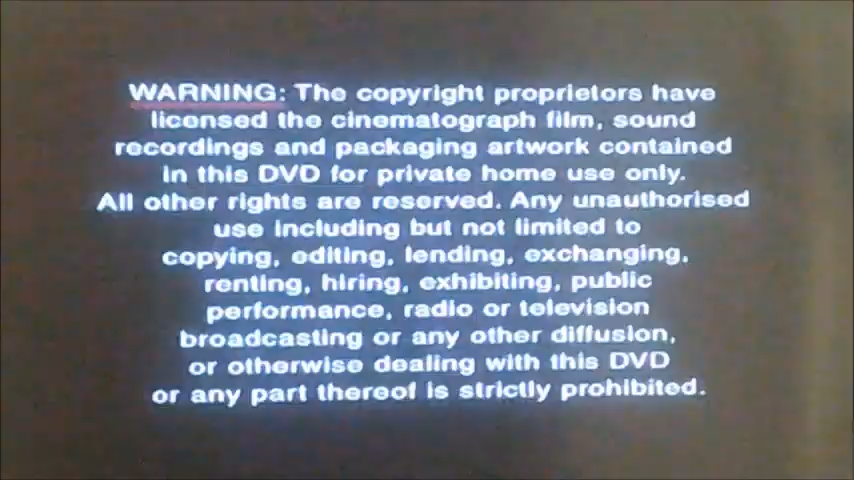 WARNING: The copyright proprietors have
licensed the cinematograph film, sound
recordings and packaging artwork contained
in this DVD for private home use only.
All other rights are reserved. Any unauthorised
use including but not limited to
copying, editing, lending, exchanging,
renting, hiring, exhibiting, public
performance, radio or television
broadcasting or any other diffusion,
or otherwise dealing with this DVD
or any part thereof is strictly prohibited.